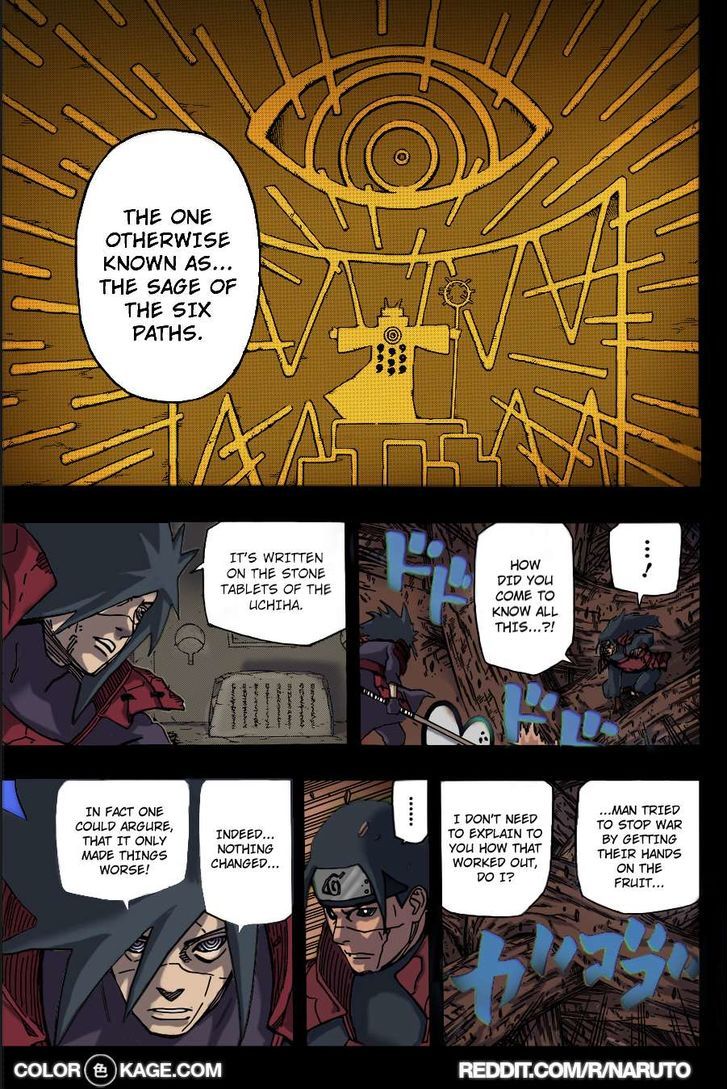 THE ONE
OTHERWISE
KNOWN AS...
THE SAGE OF
THE SIX
PATHS.
...!
HOW
DID YOU
COME TO
KNOW ALL
THIS...?!
ドド
ドド
IT'S WRITTEN
ON THE STONE
TABLETS OF THE
UCHIHA.
...MAN TRIED
TO STOP WAR
BY GETTING
THEIR HANDS
ON THE
FRUIT...
I DON'T NEED
TO EXPLAIN TO
YOU HOW THAT
WORKED OUT,
DO I?
......
INDEED...
NOTHING
CHANGED...
IN FACT ONE
COULD ARGURE,
THAT IT ONLY
MADE THINGS
WORSE!
COLOR 色 KAGE.COM
REDDIT.COM/R/NARUTO